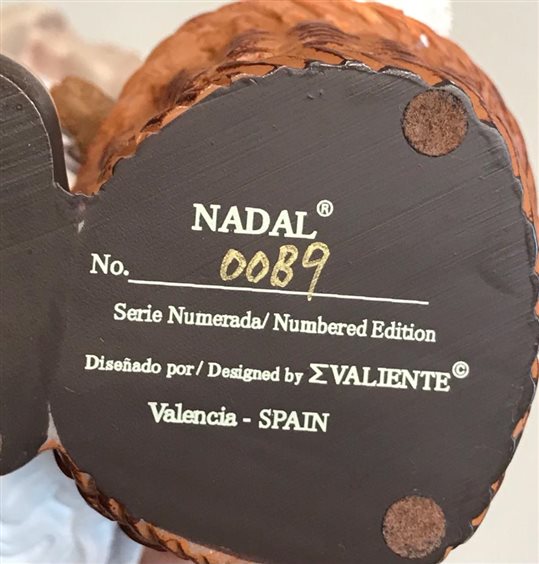 NADAL®
No. 0089
Serie Numerada/ Numbered Edition
Diseñado por/ Designed by ΣVALIENTE©
Valencia - SPAIN